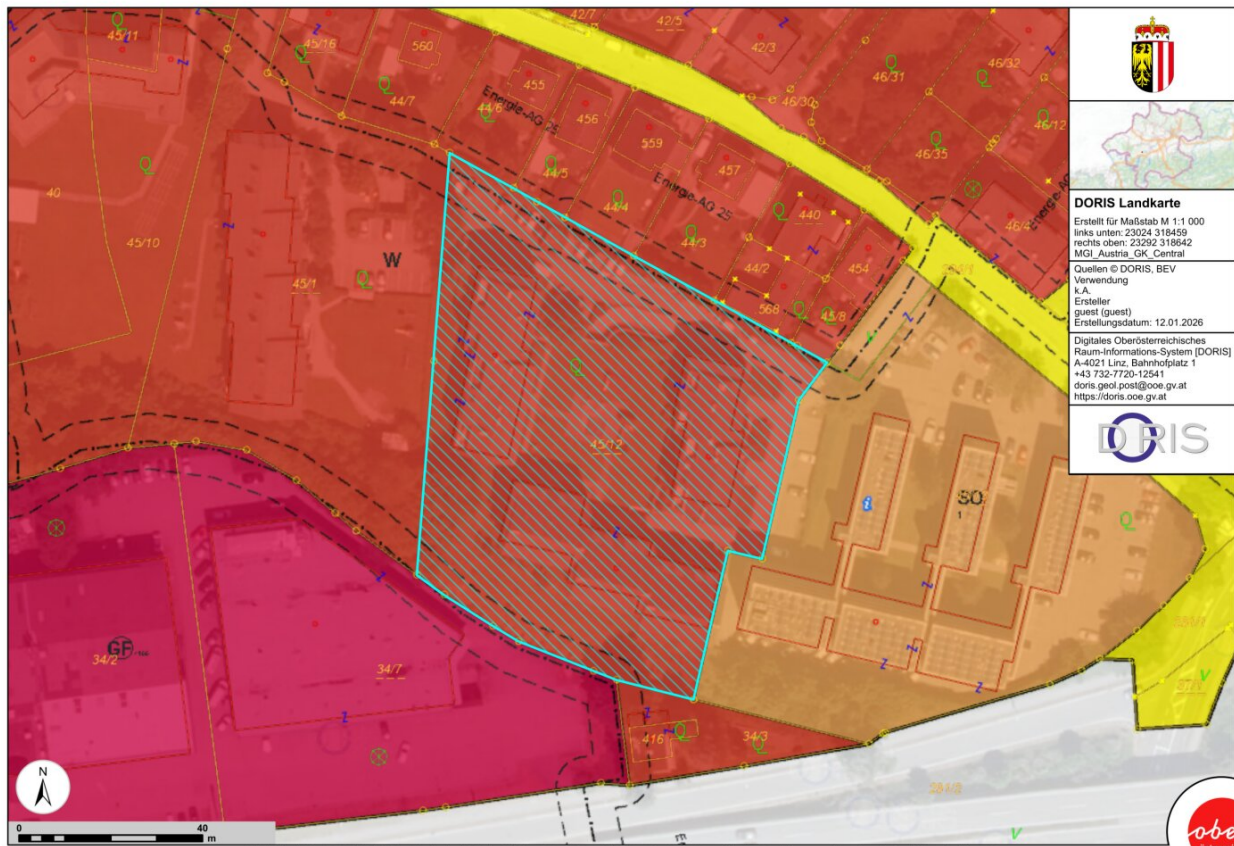 42/7
42/5
45/11
45/16
560
44/7
44/6
455
456
Energie-AG 25
42/3
46/31
46/32
46/30
46/12
46/35
559
457
44/5
44/4
Energie-AG 25
44/3
440
454
44/2
568
45/8
46/4
40
45/10
45/1
W
45/12
SO
1
GF
34/2
34/7
416
34/3
N
0
40
m
DORIS Landkarte
Erstellt für Maßstab M 1:1 000
links unten: 23024 318459
rechts oben: 23292 318642
MGI_Austria_GK_Central
Quellen © DORIS, BEV
Verwendung
k.A.
Ersteller
guest (guest)
Erstellungsdatum: 12.01.2026
Digitales Oberösterreichisches
Raum-Informations-System [DORIS]
A-4021 Linz, Bahnhofplatz 1
+43 732-7720-12541
doris.geol.post@ooe.gv.at
https://doris.ooe.gv.at
DORIS